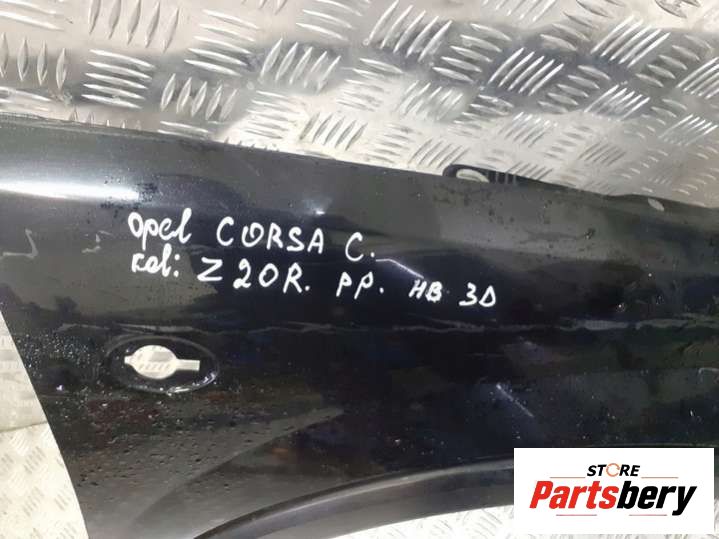 Opel CORSA C.
kol: Z20R. PP. HB 3D
STORE
Partsbery